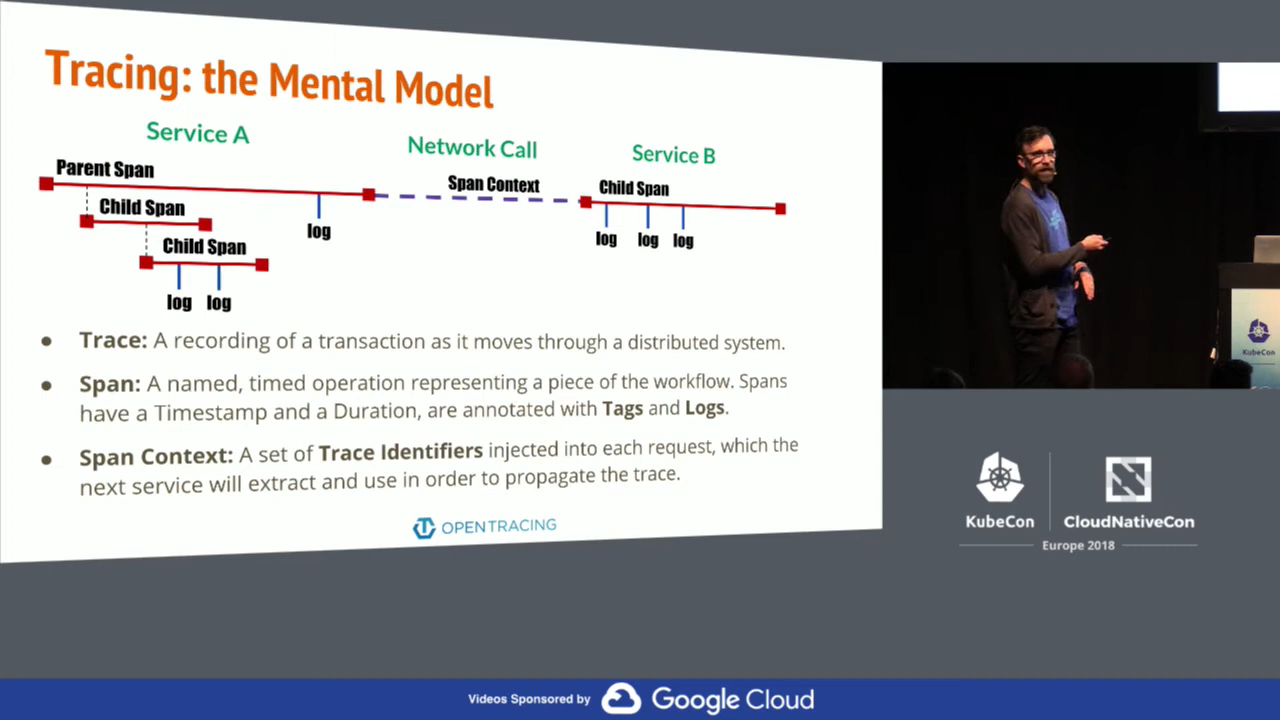 Tracing: the Mental Model
Service A
Network Call
Service B
Parent Span
Span Context
Child Span
Child Span
log
log
log
log
Child Span
log
log
● Trace: A recording of a transaction as it moves through a distributed system.
● Span: A named, timed operation representing a piece of the workflow. Spans
have a Timestamp and a Duration, are annotated with Tags and Logs.
● Span Context: A set of Trace Identifiers injected into each request, which the
next service will extract and use in order to propagate the trace.
OPENTRACING
KubeCon
KubeCon
CloudNativeCon
Europe 2018
Videos Sponsored by Google Cloud